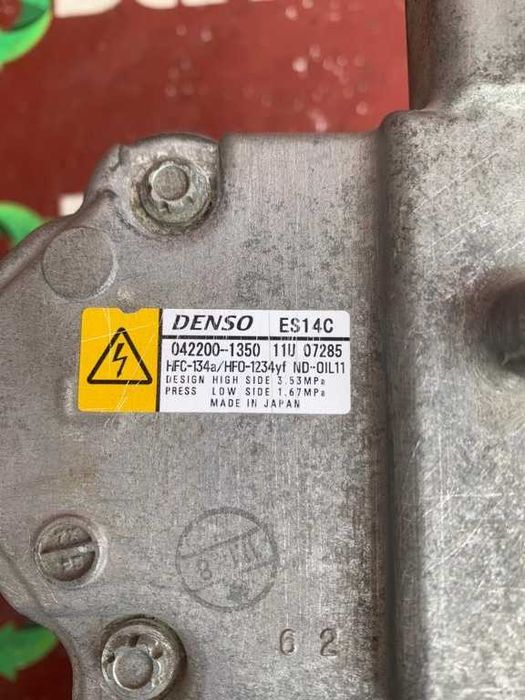 DENSO ES14C
042200-1350 11U 07285
HFC-134a/HFO-1234yf ND-OIL11
DESIGN HIGH SIDE 3.53MPa
PRESS LOW SIDE 1.67MPa
MADE IN JAPAN
62